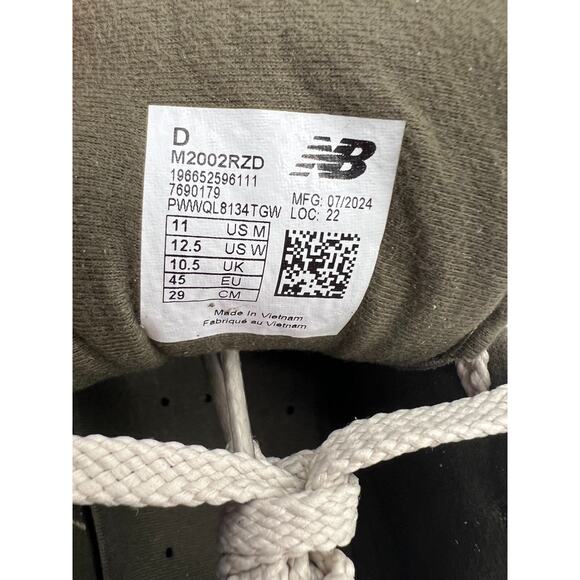 D
M2002RZD
196652596111
7690179
PWWQL8134TGW
NB
MFG: 07/2024
LOC: 22
11 US M
12.5 US W
10.5 UK
45 EU
29 CM
Made In Vietnam
Fabriqué au Vietnam